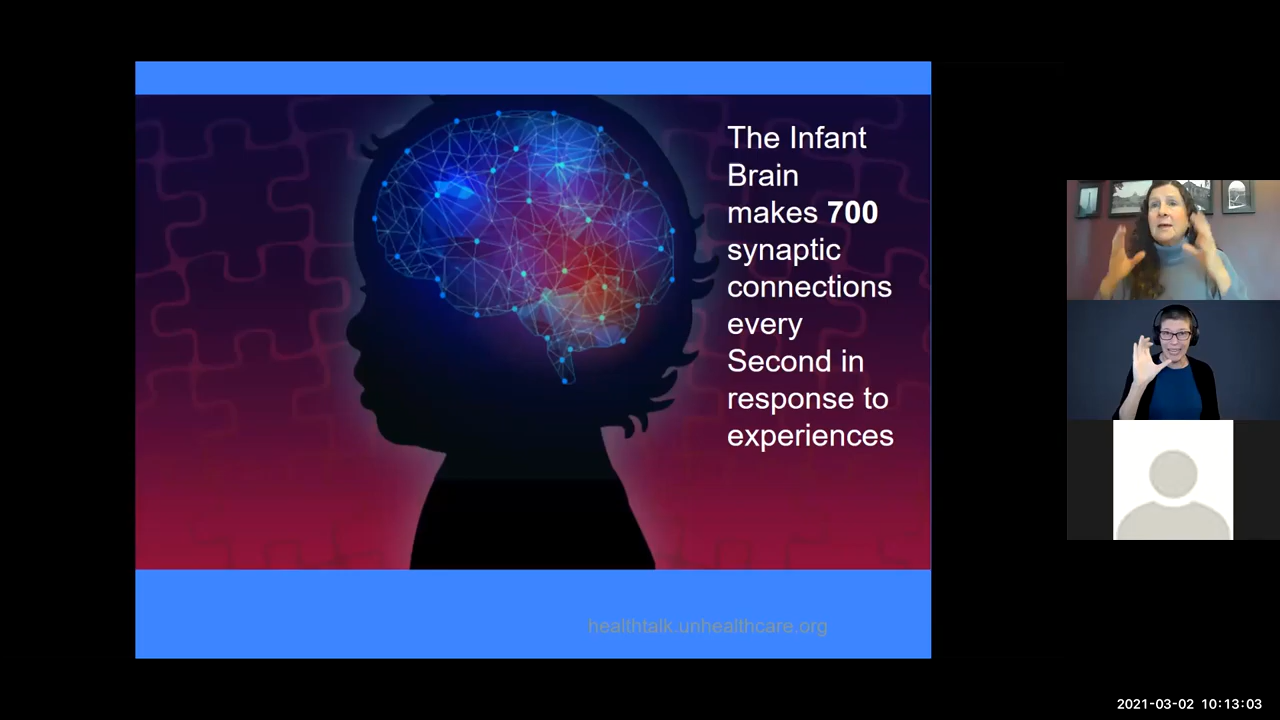 The Infant
Brain
makes 700
synaptic
connections
every
Second in
response to
experiences
healthtalk.unhealthcare.org
2021-03-02 10:13:03